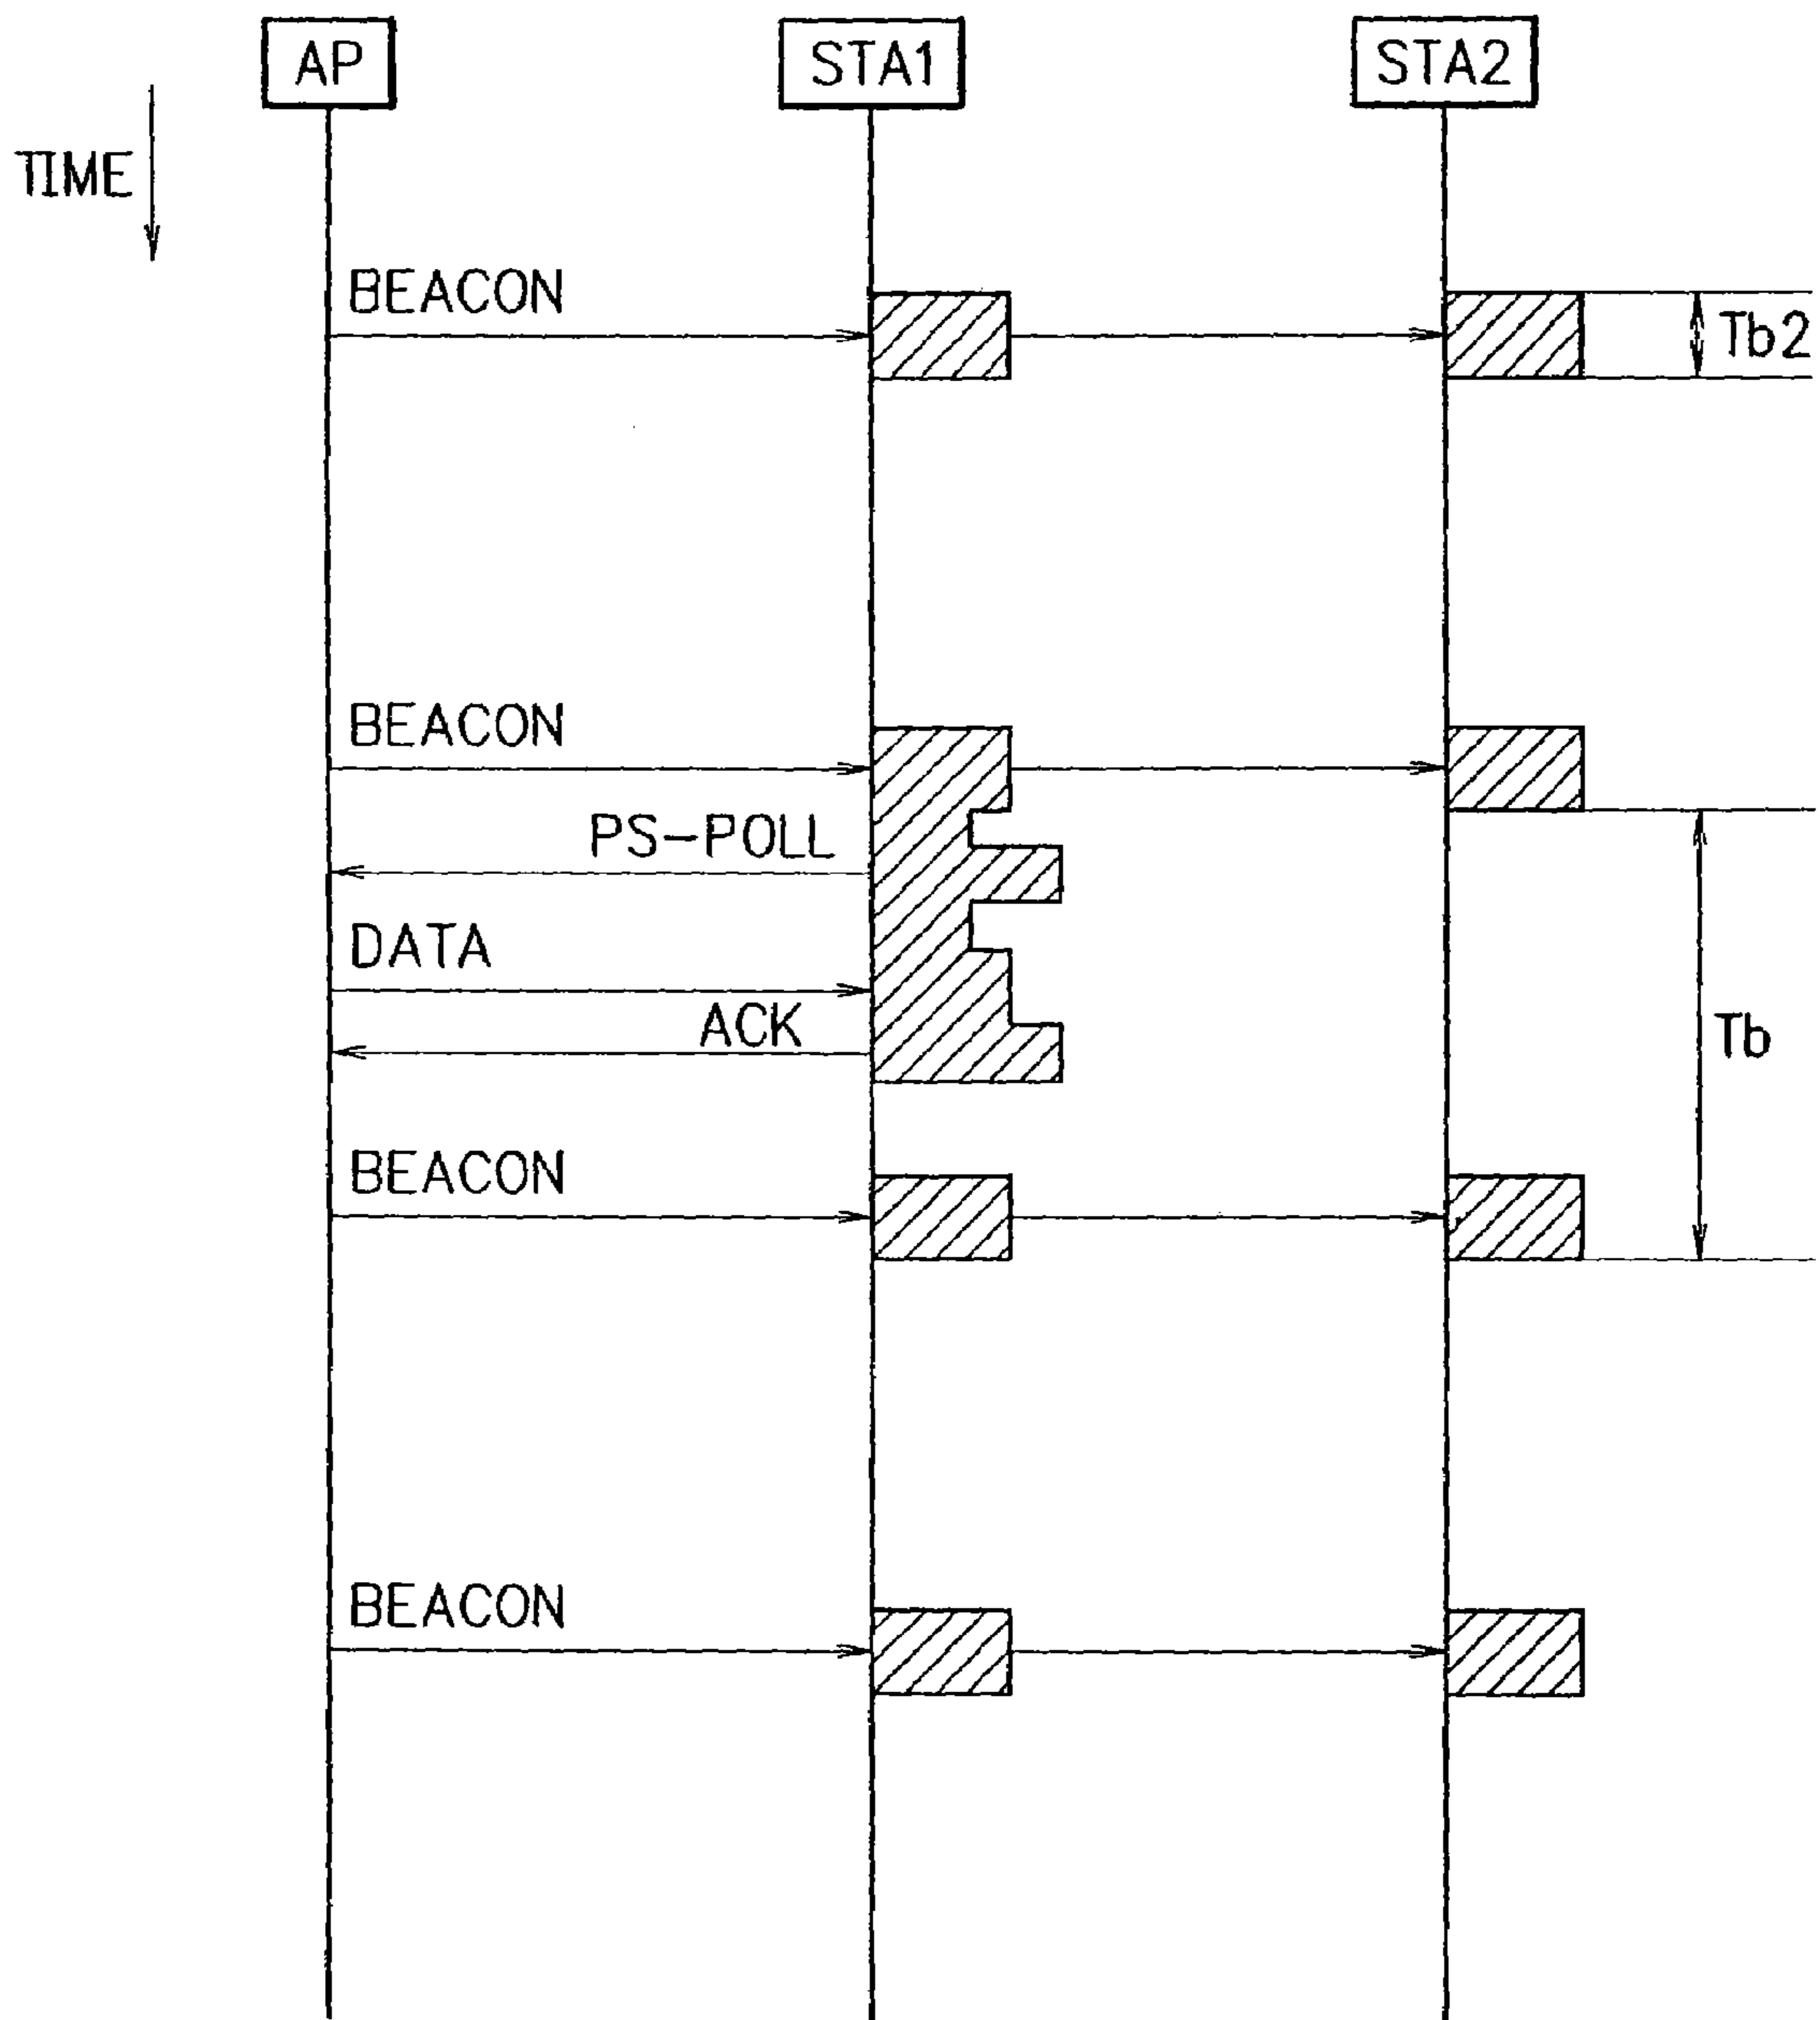 AP
STA1
STA2
TIME
BEACON
Tb2
BEACON
PS-POLL
DATA
ACK
Tb
BEACON
BEACON